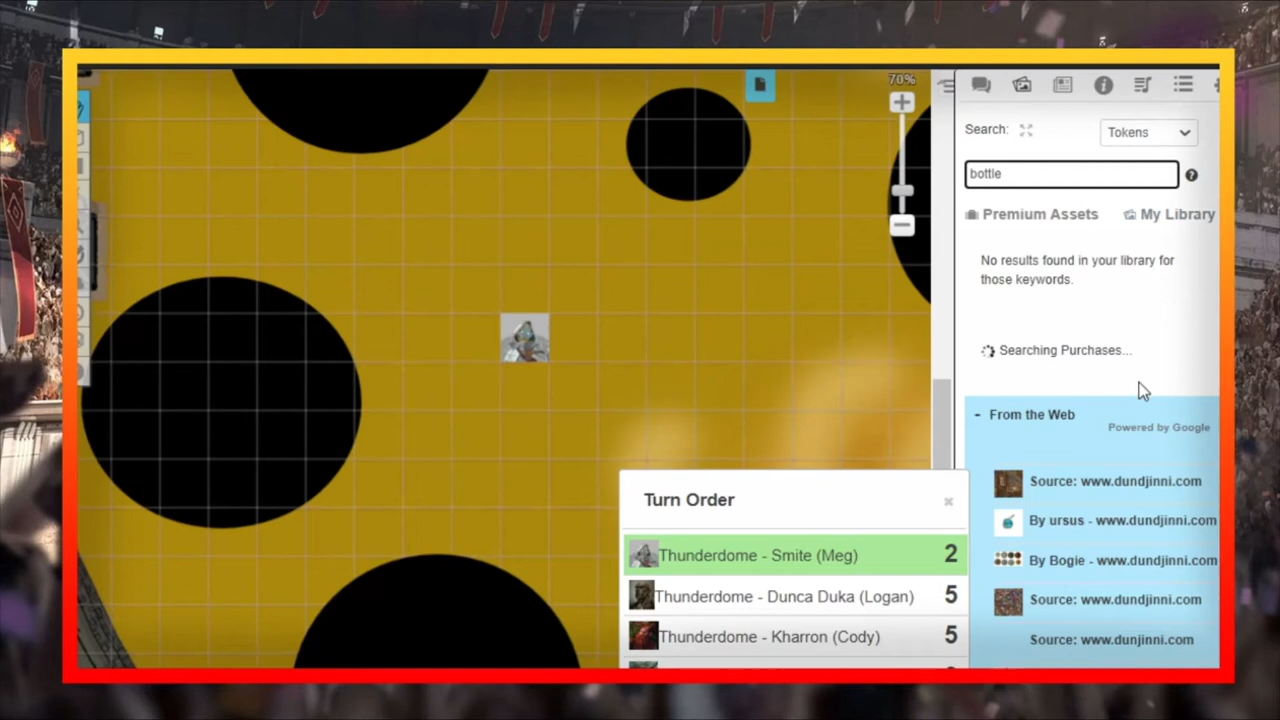 70%
Search:
Tokens
bottle
Premium Assets
My Library
No results found in your library for
those keywords.
Searching Purchases...
- From the Web
Powered by Google
Source: www.dundjinni.com
By ursus - www.dundjinni.com
By Bogie - www.dundjinni.com
Source: www.dundjinni.com
Source: www.dunjinni.com
Turn Order
Thunderdome - Smite (Meg) 2
Thunderdome - Dunca Duka (Logan) 5
Thunderdome - Kharron (Cody) 5